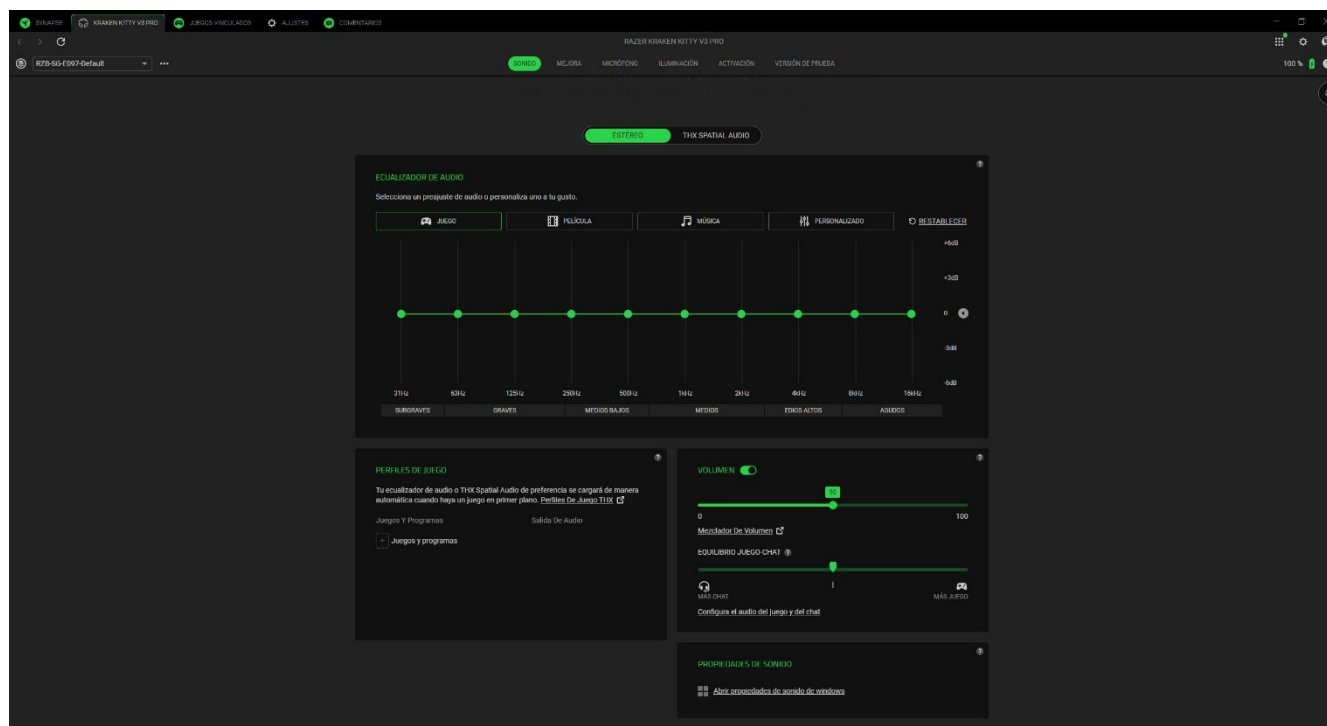 SYNAPSE KRAKEN KITTY V3 PRO JUEGOS VINCULADOS AJUSTES COMENTARIOS
RAZER KRAKEN KITTY V3 PRO
RZB-SG-E097-Default
SONIDO MEJORA MICRÓFONO ILUMINACIÓN ACTIVACIÓN VERSIÓN DE PRUEBA
100 %
ESTÉREO THX SPATIAL AUDIO
ECUALIZADOR DE AUDIO
Selecciona un preajuste de audio o personaliza uno a tu gusto.
JUEGO PELÍCULA MÚSICA PERSONALIZADO RESTABLECER
+6dB
+3dB
0
-3dB
-6dB
31Hz 63Hz 125Hz 250Hz 500Hz 1kHz 2kHz 4kHz 8kHz 16kHz
SUBGRAVES GRAVES MEDIOS BAJOS MEDIOS EDIOS ALTOS AGUDOS
PERFILES DE JUEGO
Tu ecualizador de audio o THX Spatial Audio de preferencia se cargará de manera
automática cuando haya un juego en primer plano. Perfiles De Juego THX
Juegos Y Programas Salida De Audio
+ Juegos y programas
VOLUMEN
50
0 100
Mezclador De Volumen
EQUILIBRIO JUEGO-CHAT
MÁS CHAT MÁS JUEGO
Configura el audio del juego y del chat
PROPIEDADES DE SONIDO
Abrir propiedades de sonido de windows